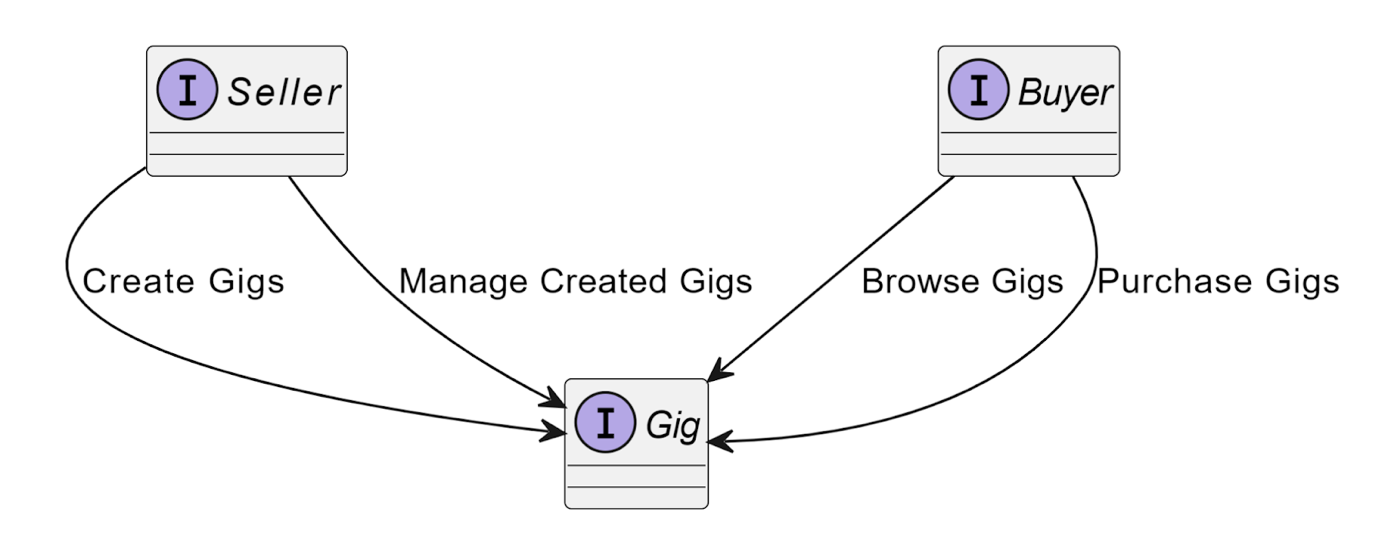 I Seller
I Buyer
Create Gigs
Manage Created Gigs
Browse Gigs
Purchase Gigs
I Gig